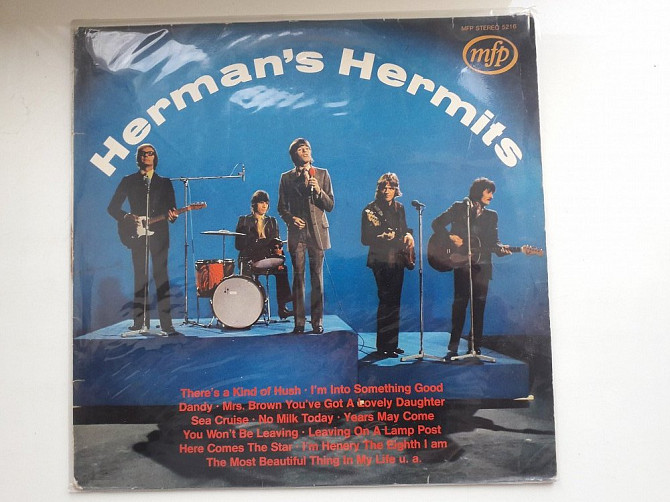 MFP STEREO 5216
mfp
Herman's Hermits
There's a Kind of Hush · I'm Into Something Good
Dandy · Mrs. Brown You've Got A Lovely Daughter
Sea Cruise · No Milk Today · Years May Come
You Won't Be Leaving · Leaving On A Lamp Post
Here Comes The Star · I'm Henery The Eighth I am
The Most Beautiful Thing in My Life u. a.